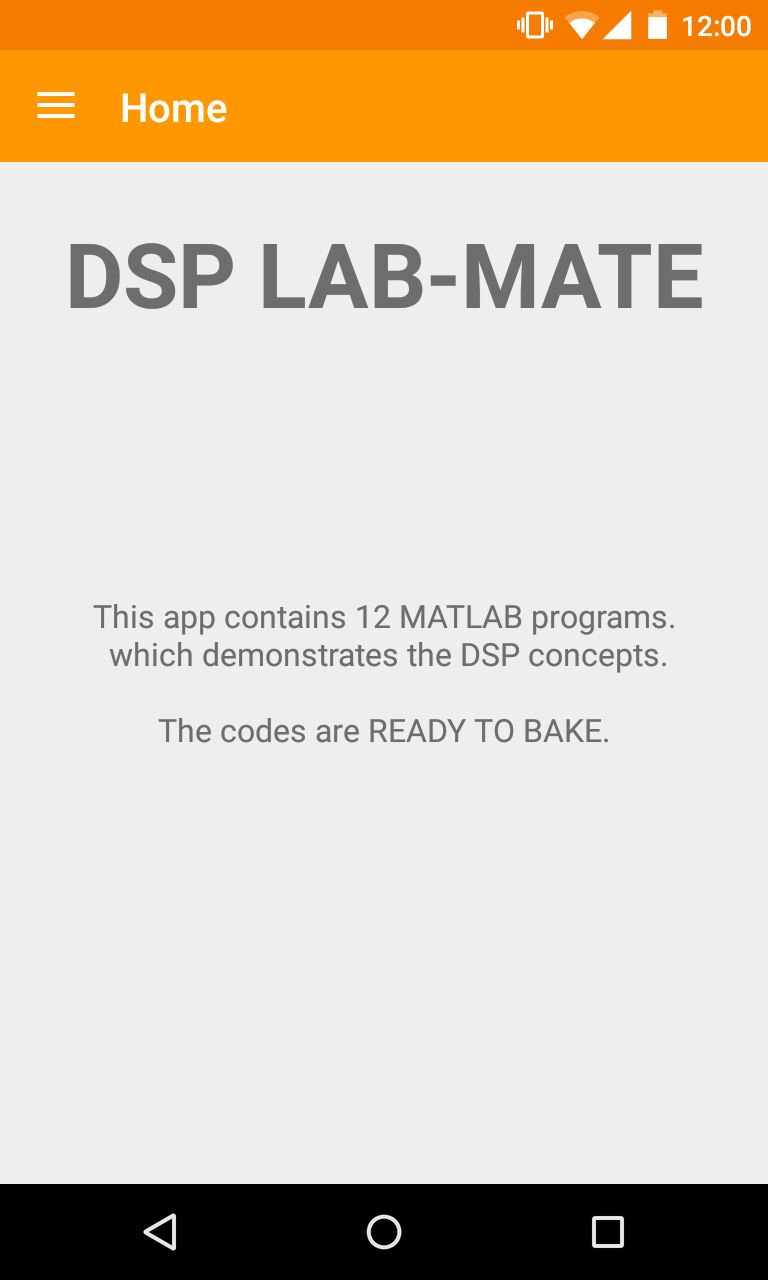 12:00
Home
DSP LAB-MATE
This app contains 12 MATLAB programs.
which demonstrates the DSP concepts.
The codes are READY TO BAKE.